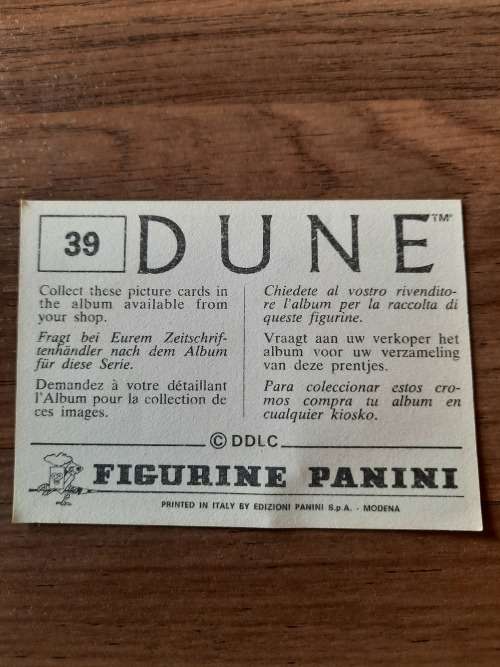 39
DUNE™
Collect these picture cards in
the album available from
your shop.
Fragt bei Eurem Zeitschrif-
tenhändler nach dem Album
für diese Serie.
Demandez à votre détaillant
l'Album pour la collection de
ces images.
Chiedete al vostro rivendito-
re l'album per la raccolta di
queste figurine.
Vraagt aan uw verkoper het
album voor uw verzameling
van deze prentjes.
Para coleccionar estos cro-
mos compra tu album en
cualquier kiosko.
© DDLC
FIGURINE PANINI
PRINTED IN ITALY BY EDIZIONI PANINI S.p.A. - MODENA